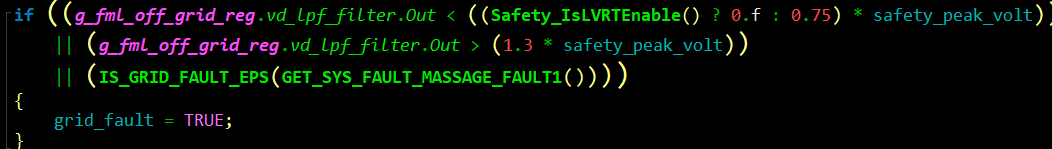 if ((g_fml_off_grid_reg.vd_lpf_filter.Out < ((Safety_IsLVRTEnable() ? 0.f : 0.75) * safety_peak_volt)
|| (g_fml_off_grid_reg.vd_lpf_filter.Out > (1.3 * safety_peak_volt))
|| (IS_GRID_FAULT_EPS(GET_SYS_FAULT_MASSAGE_FAULT1())))
{
grid_fault = TRUE;
}